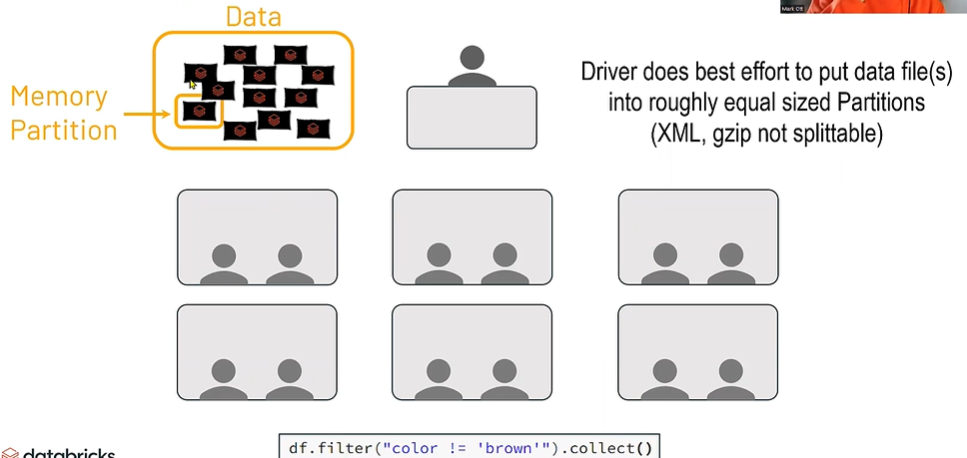 Data
Memory
Partition
Driver does best effort to put data file(s)
into roughly equal sized Partitions
(XML, gzip not splittable)
df.filter("color != 'brown'").collect()
databricks